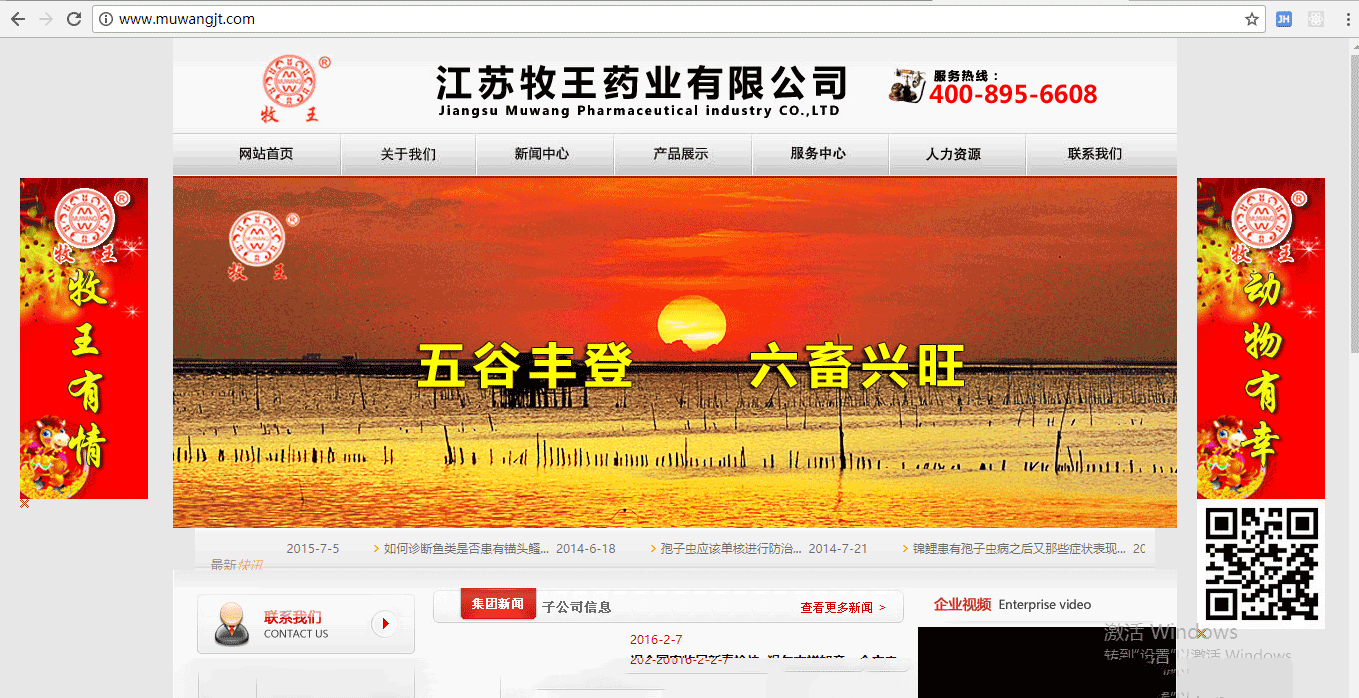 www.muwangjt.com
JH
MUWANG
®
牧 王
江苏牧王药业有限公司
Jiangsu Muwang Pharmaceutical industry CO.,LTD
服务热线：
400-895-6608
网站首页 关于我们 新闻中心 产品展示 服务中心 人力资源 联系我们
MUWANG
®
牧 王
牧王有情
MUWANG
®
牧 王
五谷丰登 六畜兴旺
MUWANG
®
牧 王
动物有幸
最新快讯
2015-7-5 > 如何诊断鱼类是否患有锚头鳋... 2014-6-18 > 孢子虫应该单核进行防治... 2014-7-21 > 锦鲤患有孢子虫病之后又那些症状表现... 20
联系我们
CONTACT US
集团新闻 子公司信息 查看更多新闻 >
2016-2-7
企业视频 Enterprise video
激活 Windows
转到"设置"以激活 Windows